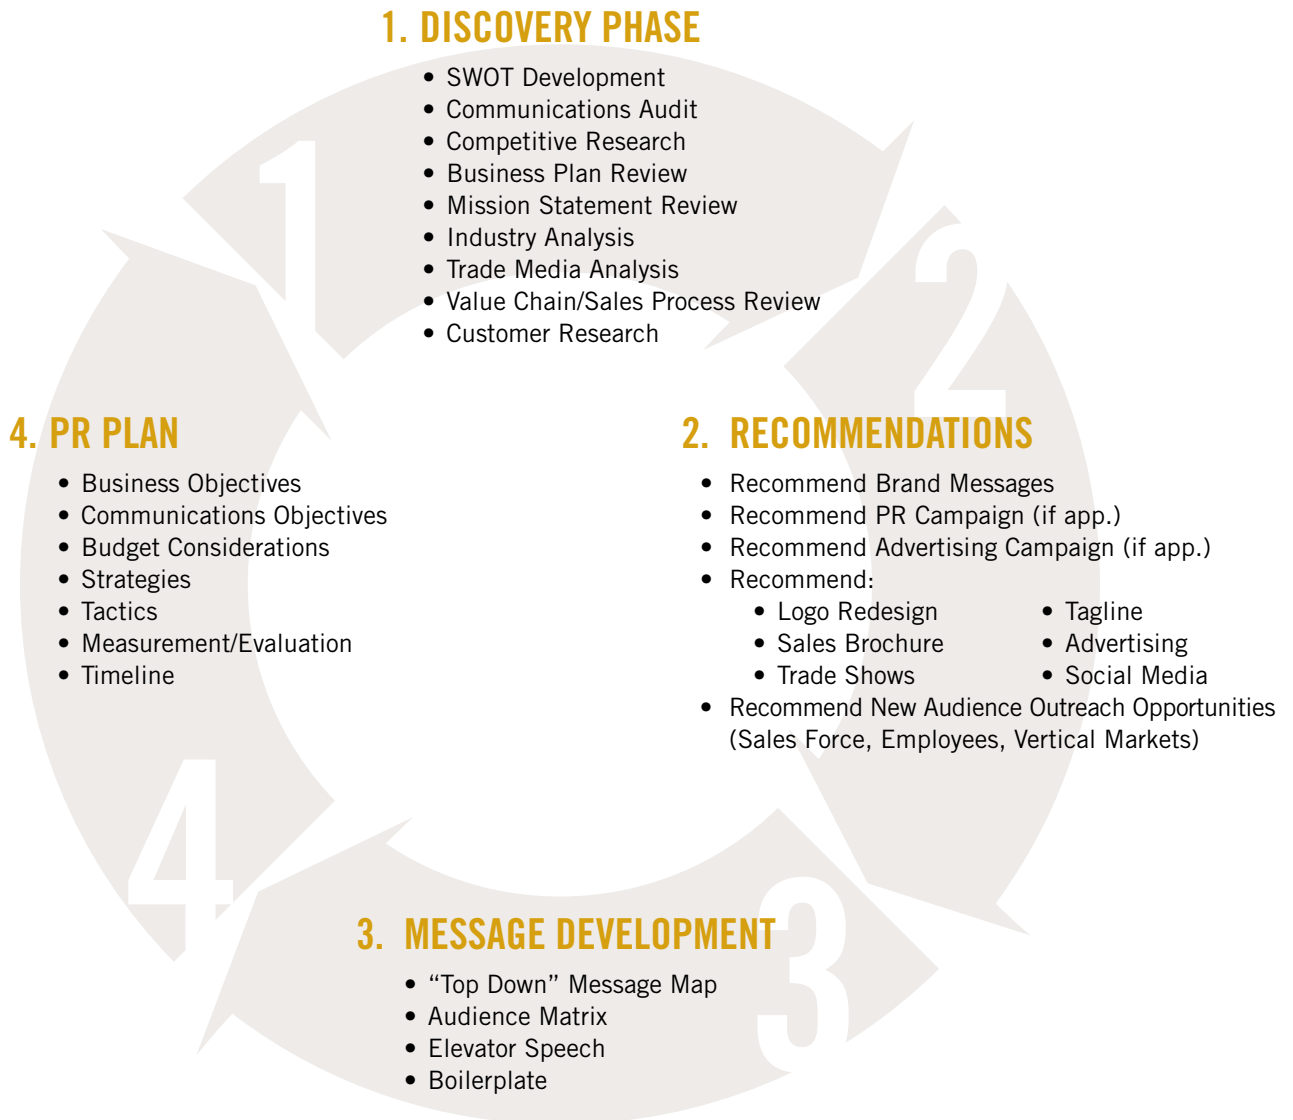 1. DISCOVERY PHASE
• SWOT Development
• Communications Audit
• Competitive Research
• Business Plan Review
• Mission Statement Review
• Industry Analysis
• Trade Media Analysis
• Value Chain/Sales Process Review
• Customer Research
1
2
2. RECOMMENDATIONS
• Recommend Brand Messages
• Recommend PR Campaign (if app.)
• Recommend Advertising Campaign (if app.)
• Recommend:
• Logo Redesign • Tagline
• Sales Brochure • Advertising
• Trade Shows • Social Media
• Recommend New Audience Outreach Opportunities
(Sales Force, Employees, Vertical Markets)
3. MESSAGE DEVELOPMENT
• “Top Down” Message Map
• Audience Matrix
• Elevator Speech
• Boilerplate
3
4. PR PLAN
• Business Objectives
• Communications Objectives
• Budget Considerations
• Strategies
• Tactics
• Measurement/Evaluation
• Timeline
4